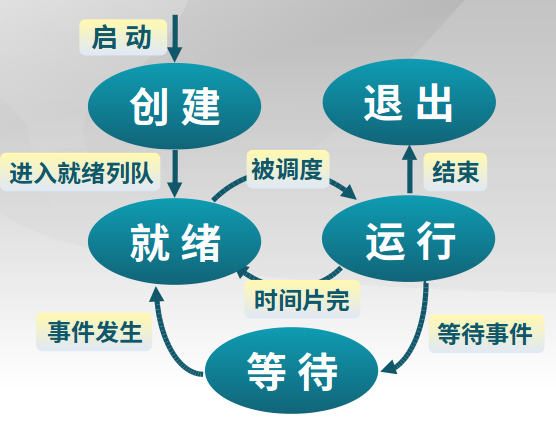 启动
创建
退出
进入就绪列队
被调度
结束
就绪
运行
时间片完
事件发生
等待事件
等待